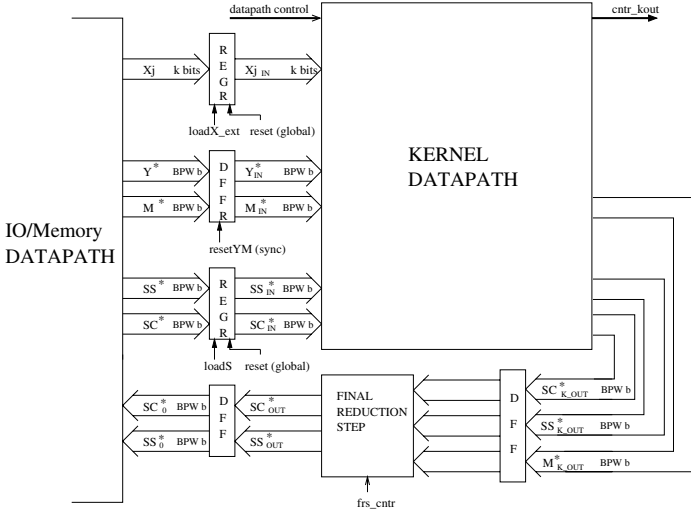 datapath control
cntr_kout
R E G R
Xj k bits
Xj IN k bits
loadX_ext reset (global)
KERNEL
DATAPATH
D F F R
Y* BPW b
Y*IN BPW b
M* BPW b
M*IN BPW b
resetYM (sync)
IO/Memory
DATAPATH
R E G R
SS* BPW b
SS*IN BPW b
SC* BPW b
SC*IN BPW b
loadS reset (global)
D F F
SC*0 BPW b
SC*OUT
SS*0 BPW b
SS*OUT
FINAL
REDUCTION
STEP
frs_cntr
D F F
SC*K_OUT BPW b
SS*K_OUT BPW b
M*K_OUT BPW b